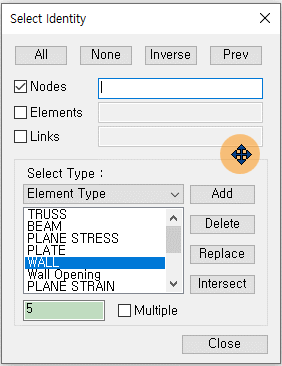 Select Identity
All None Inverse Prev
Nodes
Elements
Links
Select Type :
Element Type Add
TRUSS
BEAM
PLANE STRESS
PLATE
WALL
Wall Opening
PLANE STRAIN
Delete
Replace
Intersect
5 Multiple
Close